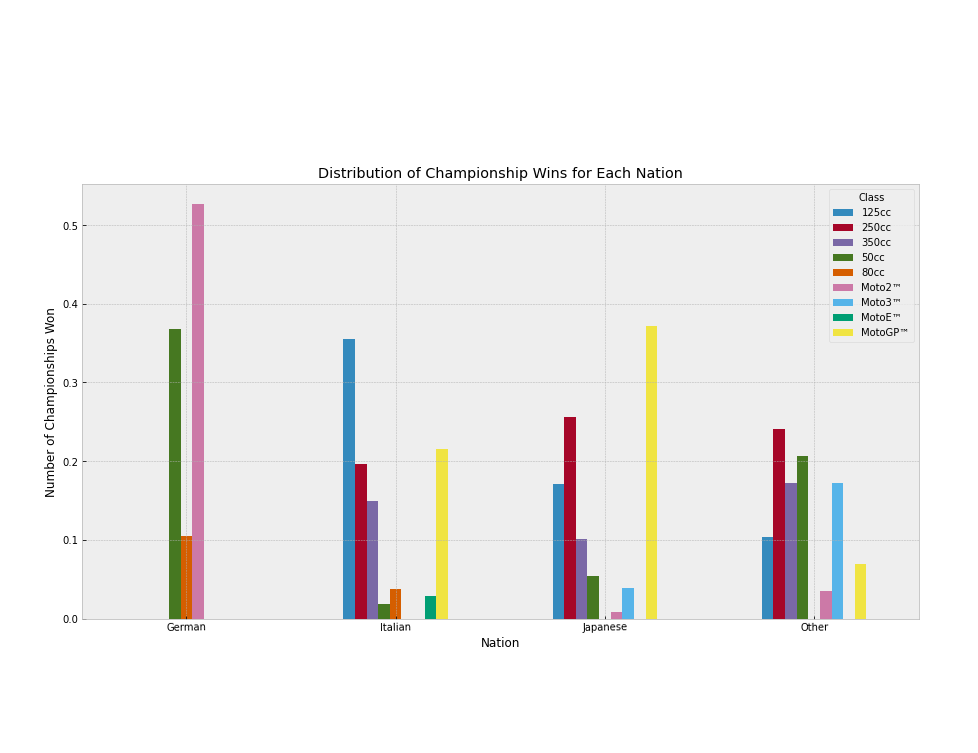 Distribution of Championship Wins for Each Nation
Class
125cc
250cc
350cc
50cc
80cc
Moto2™
Moto3™
MotoE™
MotoGP™
Number of Championships Won
0.5
0.4
0.3
0.2
0.1
0.0
German
Italian
Japanese
Other
Nation